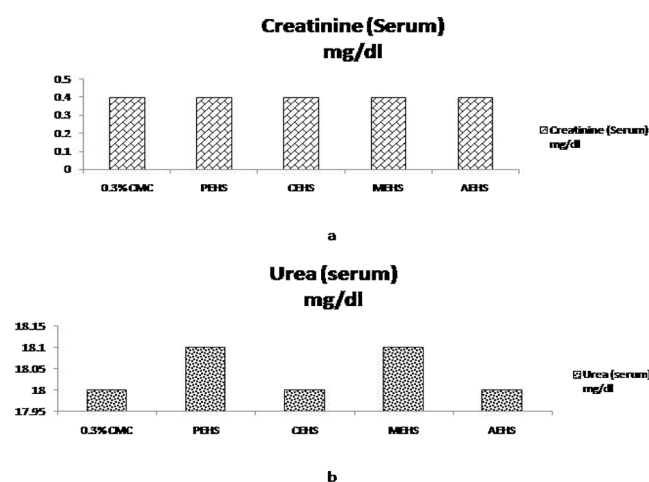 Creatinine (Serum)
mg/dl
0.5
0.4
0.3
0.2
0.1
0
0.3% CMC PEHS CEHS MEHS AEHS
Creatinine (Serum)
mg/dl
a
Urea (serum)
mg/dl
18.15
18.1
18.05
18
17.95
0.3% CMC PEHS CEHS MEHS AEHS
Urea (serum)
mg/dl
b